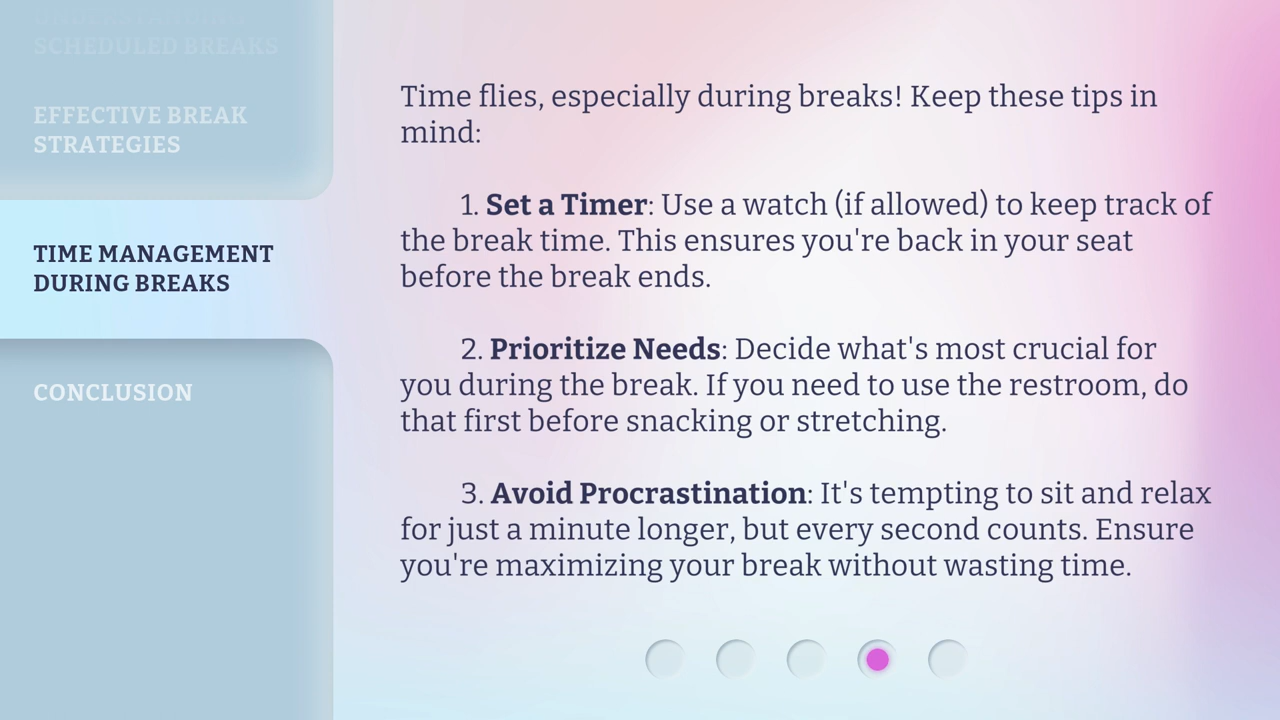 UNDERSTANDING
SCHEDULED BREAKS
EFFECTIVE BREAK
STRATEGIES
TIME MANAGEMENT
DURING BREAKS
CONCLUSION
Time flies, especially during breaks! Keep these tips in
mind:
1. Set a Timer: Use a watch (if allowed) to keep track of
the break time. This ensures you're back in your seat
before the break ends.
2. Prioritize Needs: Decide what's most crucial for
you during the break. If you need to use the restroom, do
that first before snacking or stretching.
3. Avoid Procrastination: It's tempting to sit and relax
for just a minute longer, but every second counts. Ensure
you're maximizing your break without wasting time.